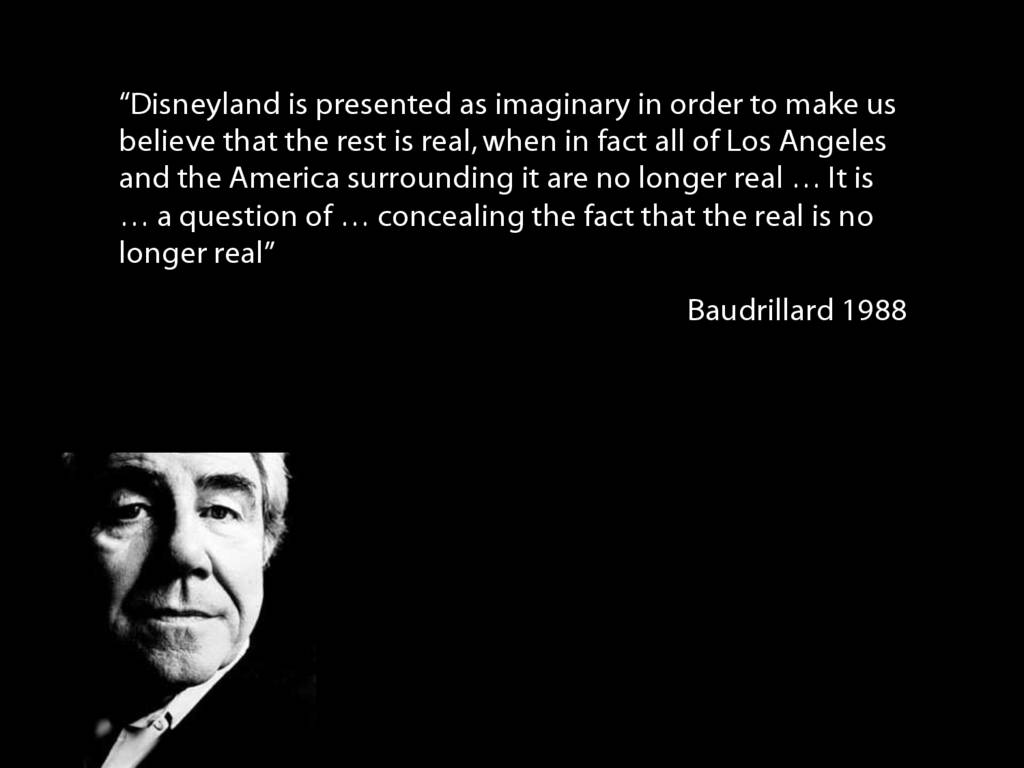 “Disneyland is presented as imaginary in order to make us
believe that the rest is real, when in fact all of Los Angeles
and the America surrounding it are no longer real … It is
… a question of … concealing the fact that the real is no
longer real”
Baudrillard 1988